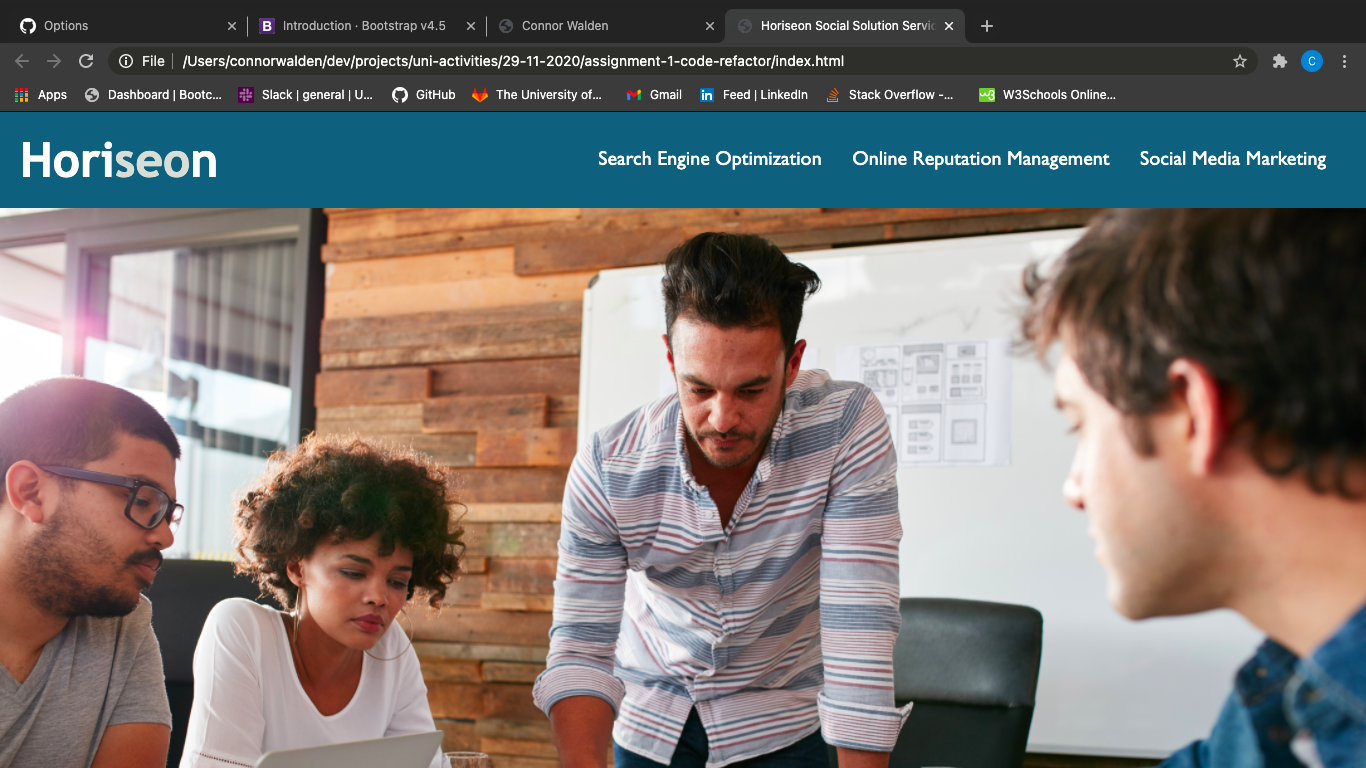 Options
Introduction · Bootstrap v4.5
Connor Walden
Horiseon Social Solution Servic
File
/Users/connorwalden/dev/projects/uni-activities/29-11-2020/assignment-1-code-refactor/index.html
C
Apps
Dashboard | Bootc...
Slack | general | U...
GitHub
The University of...
Gmail
Feed | LinkedIn
Stack Overflow -...
W3Schools Online...
Horiseon
Search Engine Optimization
Online Reputation Management
Social Media Marketing